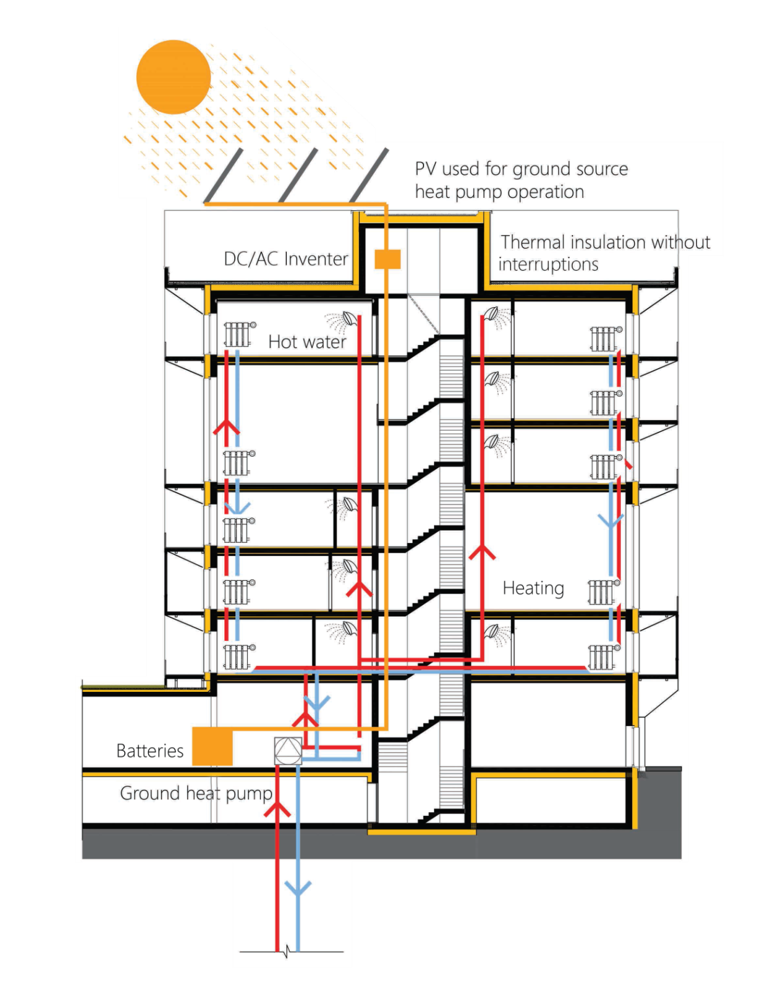 PV used for ground source
heat pump operation
Thermal insulation without
interruptions
DC/AC Inventer
Hot water
Heating
Batteries
Ground heat pump